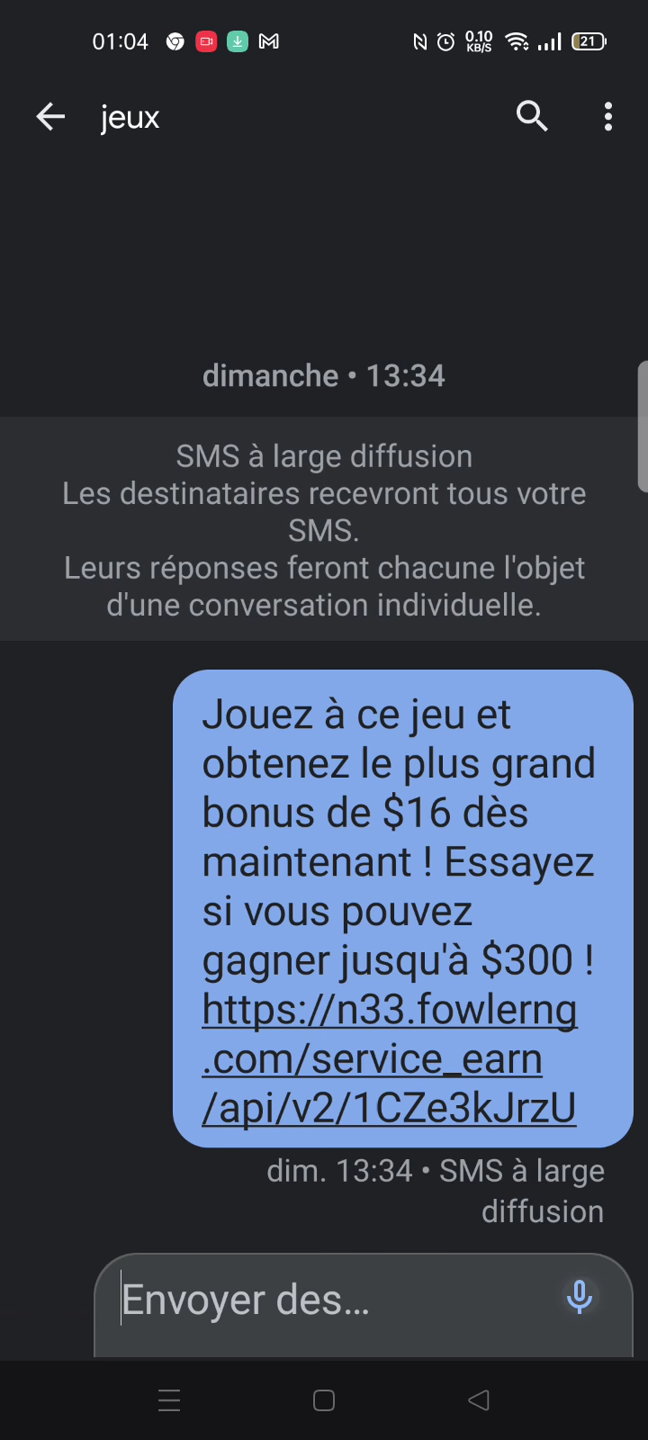 01:04
0.10
KB/S
21
jeux
dimanche • 13:34
SMS à large diffusion
Les destinataires recevront tous votre
SMS.
Leurs réponses feront chacune l'objet
d'une conversation individuelle.
Jouez à ce jeu et
obtenez le plus grand
bonus de $16 dès
maintenant ! Essayez
si vous pouvez
gagner jusqu'à $300 !
https://n33.fowlerng
.com/service_earn
/api/v2/1CZe3kJrzU
dim. 13:34 • SMS à large
diffusion
Envoyer des...